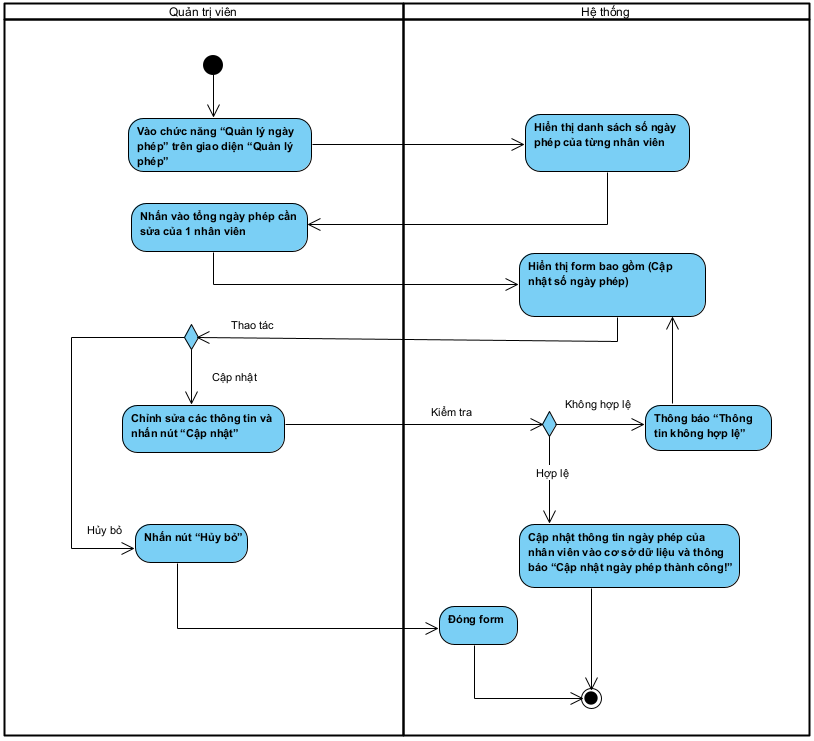 Quản trị viên
Hệ thống
Vào chức năng “Quản lý ngày
phép” trên giao diện “Quản lý
phép”
Hiển thị danh sách số ngày
phép của từng nhân viên
Nhấn vào tổng ngày phép cần
sửa của 1 nhân viên
Hiển thị form bao gồm (Cập
nhật số ngày phép)
Thao tác
Cập nhật
Chỉnh sửa các thông tin và
nhấn nút “Cập nhật”
Kiểm tra
Không hợp lệ
Thông báo “Thông
tin không hợp lệ”
Hợp lệ
Hủy bỏ
Nhấn nút “Hủy bỏ”
Cập nhật thông tin ngày phép của
nhân viên vào cơ sở dữ liệu và thông
báo “Cập nhật ngày phép thành công!”
Đóng form